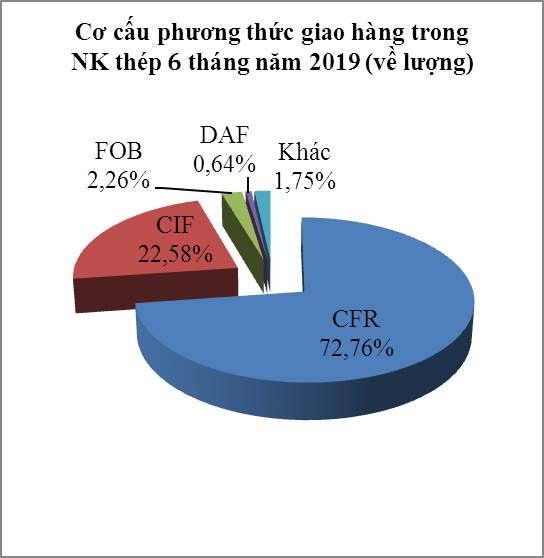 Cơ cấu phương thức giao hàng trong
NK thép 6 tháng năm 2019 (về lượng)
DAF
0,64%
Khác
1,75%
FOB
2,26%
CIF
22,58%
CFR
72,76%